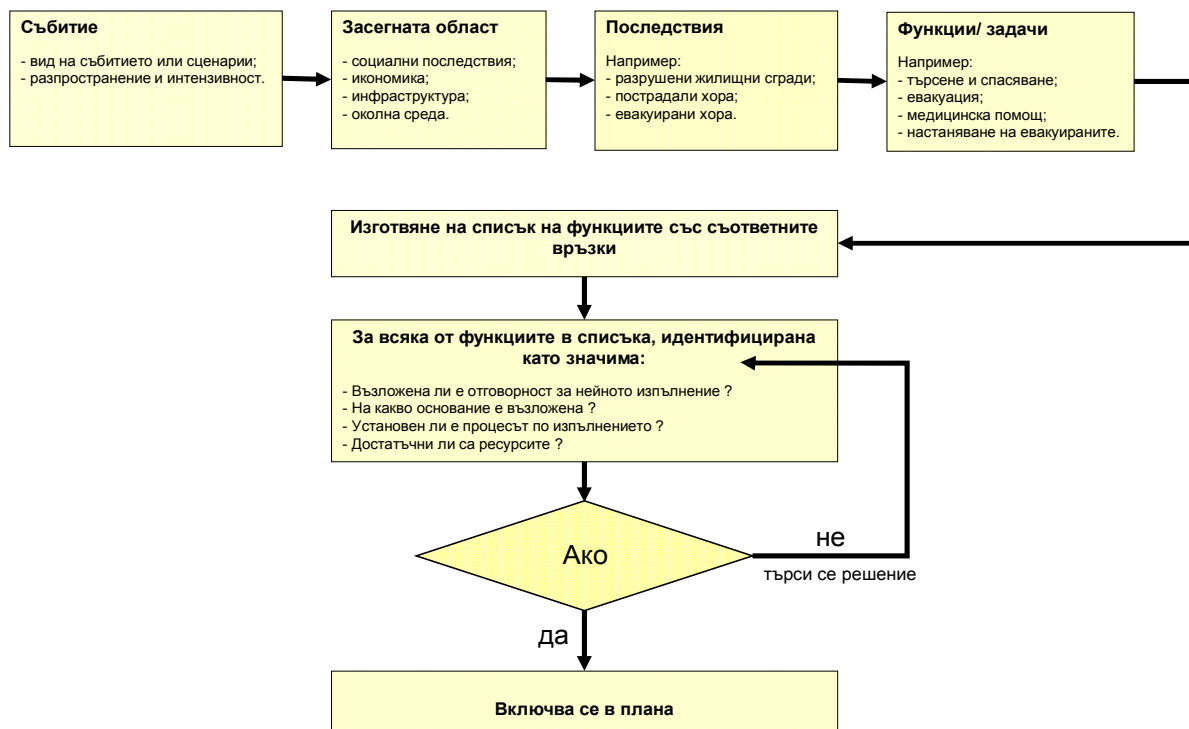 Събитие
- вид на събитието или сценарии;
- разпространение и интензивност.
Засегната област
- социални последствия;
- икономика;
- инфраструктура;
- околна среда.
Последствия
Например:
- разрушени жилищни сгради;
- пострадали хора;
- евакуирани хора.
Функции/ задачи
Например:
- търсене и спасяване;
- евакуация;
- медицинска помощ;
- настаняване на евакуираните.
Изготвяне на списък на функциите със съответните
връзки
За всяка от функциите в списъка, идентифицирана
като значима:
- Възложена ли е отговорност за нейното изпълнение ?
- На какво основание е възложена ?
- Установен ли е процесът по изпълнението ?
- Достатъчни ли са ресурсите ?
Ако
не
търси се решение
да
Включва се в плана